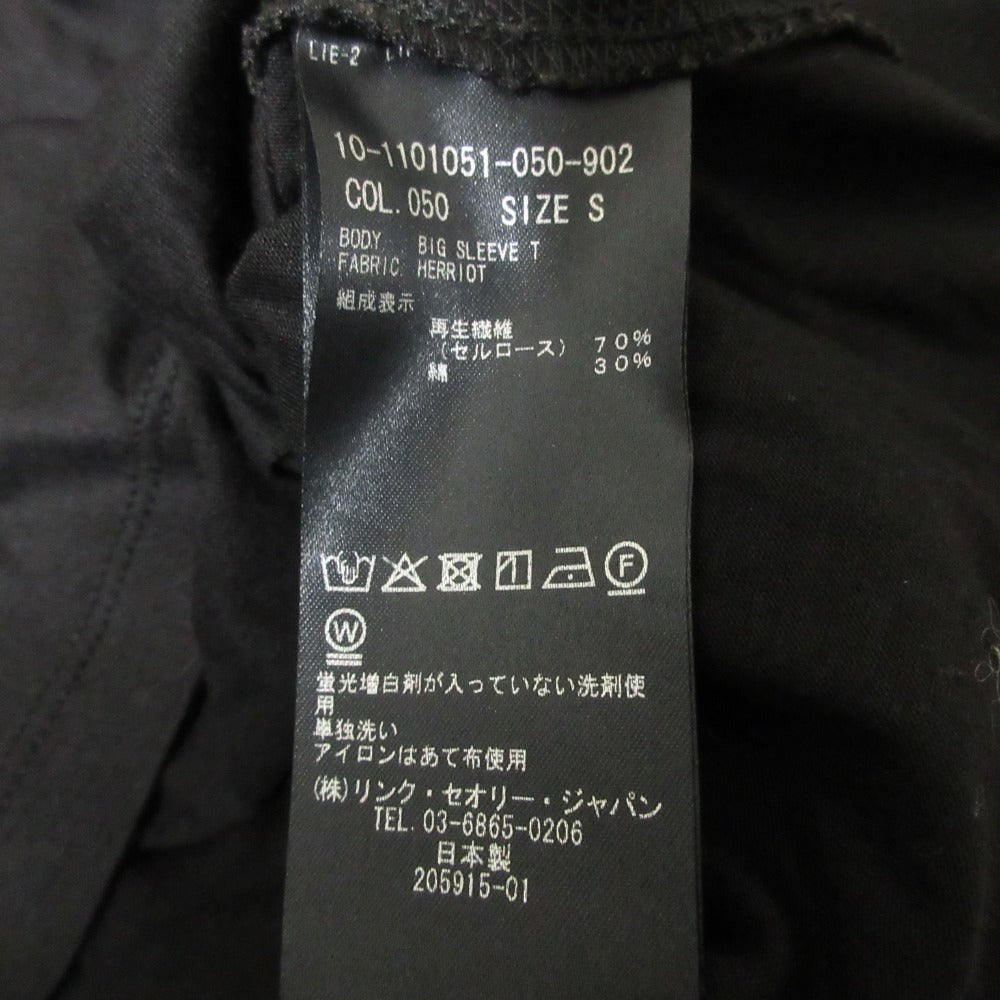 LIE-2
10-1101051-050-902
COL.050 SIZE S
BODY BIG SLEEVE T
FABRIC HERRIOT
組成表示
再生繊維
(セルロース) 70%
綿 30%
F
W
蛍光増白剤が入っていない洗剤使
用
単独洗い
アイロンはあて布使用
(株)リンク・セオリー・ジャパン
TEL.03-6865-0206
日本製
205915-01